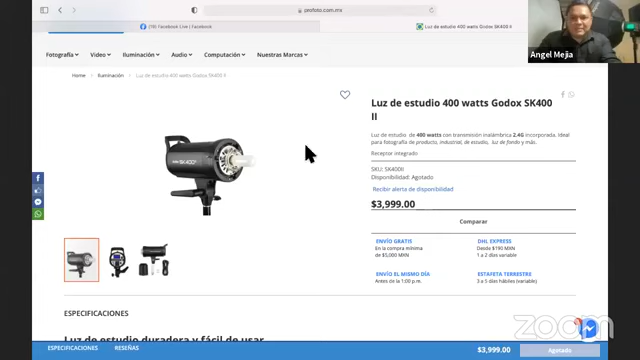 profoto.com.mx
(19) Facebook Live | Facebook
Luz de estudio 400 watts Godox SK400 II
Angel Mejia
Fotografía
Video
Iluminación
Audio
Computación
Nuestras Marcas
Home
Iluminación
Luz de estudio 400 watts Godox SK400 II
Luz de estudio 400 watts Godox SK400
II
Luz de estudio de 400 watts con transmisión inalámbrica 2.4G incorporada. Ideal
para fotografía de producto, industrial, de estudio, luz de fondo y más.
Receptor integrado
SKU: SK400II
Disponibilidad: Agotado
Recibir alerta de disponibilidad
$3,999.00
Comparar
ENVÍO GRATIS
En la compra mínima
de $5,000 MXN
DHL EXPRESS
Desde $190 MXN
1 a 2 días variable
ENVÍO EL MISMO DÍA
Antes de la 1:00 p.m.
ESTAFETA TERRESTRE
3 a 5 días hábiles (variable)
ESPECIFICACIONES
Luz de estudio duradera y fácil de usar
zoom
ESPECIFICACIONES
RESEÑAS
$3,999.00
Agotado